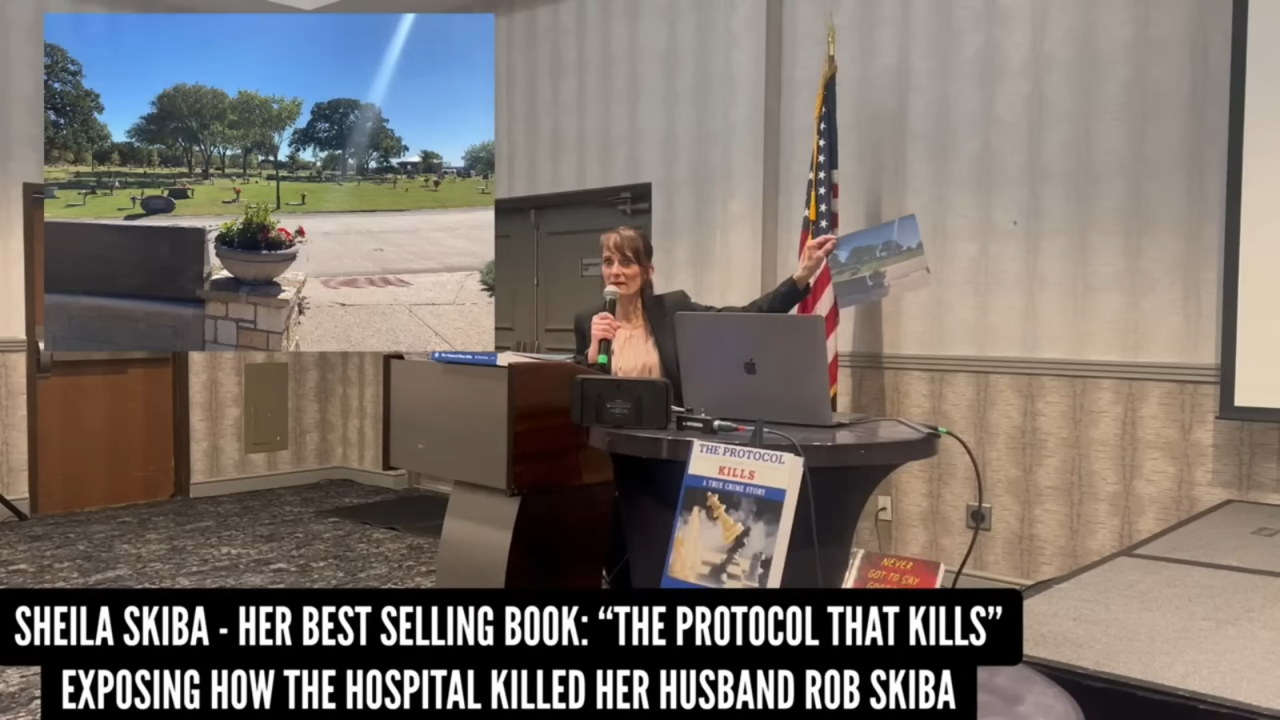 THE PROTOCOL
KILLS
A TRUE CRIME STORY
NEVER
GOT TO SAY
SHEILA SKIBA - HER BEST SELLING BOOK: “THE PROTOCOL THAT KILLS”
EXPOSING HOW THE HOSPITAL KILLED HER HUSBAND ROB SKIBA